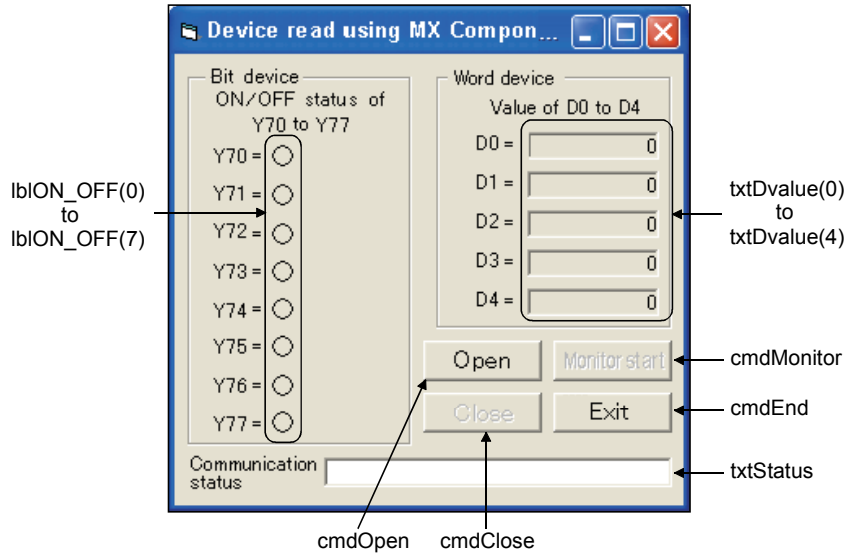 Device read using MX Compon...
Bit device
ON/OFF status of
Y70 to Y77
Y70 =
Y71 =
Y72 =
Y73 =
Y74 =
Y75 =
Y76 =
Y77 =
Word device
Value of D0 to D4
D0 = 0
D1 = 0
D2 = 0
D3 = 0
D4 = 0
Open
Monitor start
Close
Exit
Communication
status
lblON_OFF(0)
to
lblON_OFF(7)
txtDvalue(0)
to
txtDvalue(4)
cmdMonitor
cmdEnd
txtStatus
cmdOpen
cmdClose